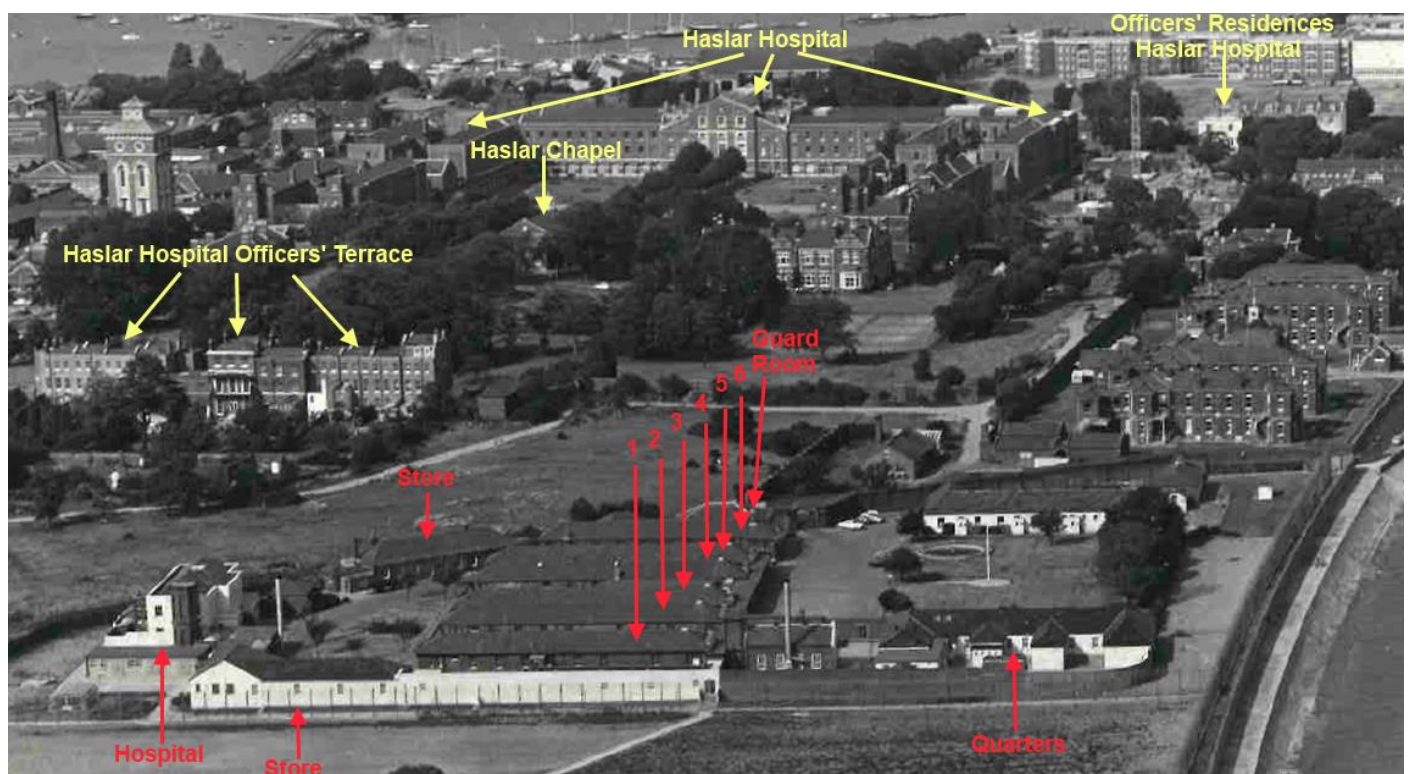 Officers' Residences
Haslar Hospital
Haslar Hospital
Haslar Chapel
Haslar Hospital Officers' Terrace
Guard
Room
6
5
4
3
2
1
Store
Hospital
Store
Quarters